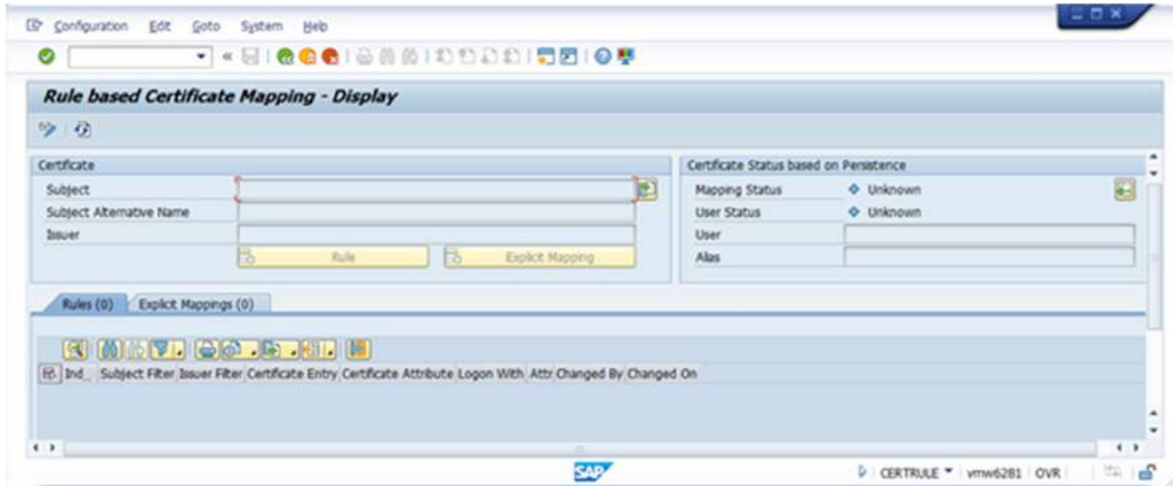 Configuration Edit Goto System Help
Rule based Certificate Mapping - Display
Certificate
Subject
Subject Alternative Name
Issuer
Rule Explicit Mapping
Certificate Status based on Persistence
Mapping Status Unknown
User Status Unknown
User
Alias
Rules (0) Explicit Mappings (0)
Ind_ Subject Filter Issuer Filter Certificate Entry Certificate Attribute Logon With Attr Changed By Changed On
SAP
CERTRULE vmw6281 OVR